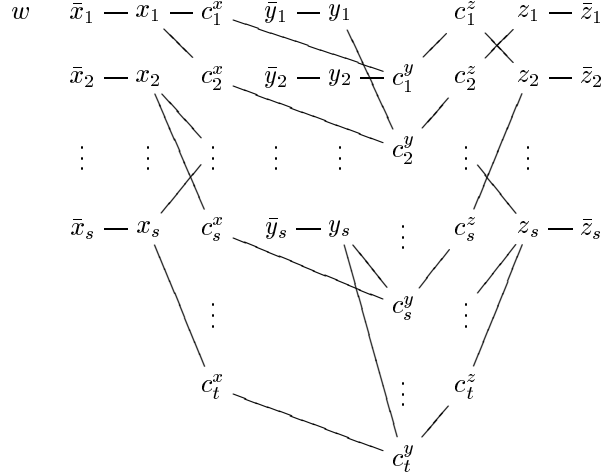 w x̄₁ x₁ c₁ˣ ȳ₁ y₁ c₁ᶻ z₁ z̄₁
x̄₂ x₂ c₂ˣ ȳ₂ y₂ c₁ʸ c₂ᶻ z₂ z̄₂
c₂ʸ
⋮ ⋮ ⋮ ⋮ ⋮ ⋮ ⋮
x̄ₛ xₛ cₛˣ ȳₛ yₛ ⋮ cₛᶻ zₛ z̄ₛ
⋮ cₛʸ ⋮
cₜˣ ⋮ cₜᶻ
cₜʸ